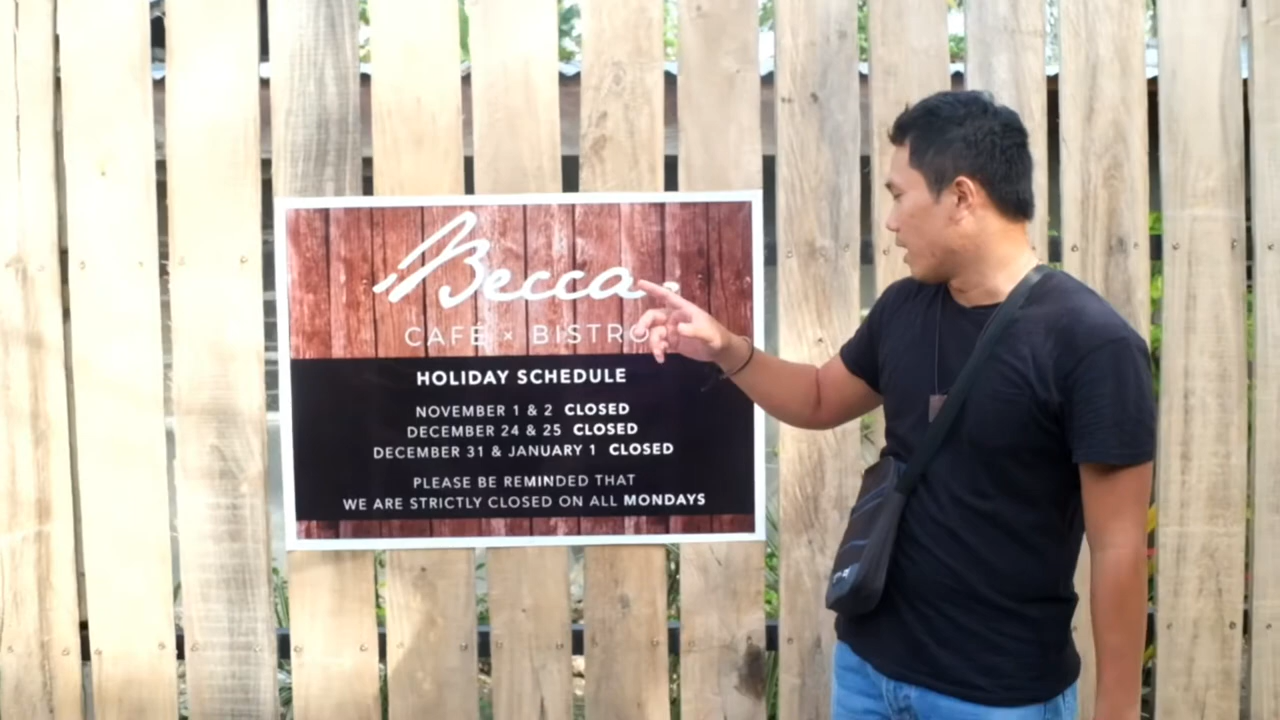 Becca
CAFÉ × BISTRO
HOLIDAY SCHEDULE
NOVEMBER 1 & 2 CLOSED
DECEMBER 24 & 25 CLOSED
DECEMBER 31 & JANUARY 1 CLOSED
PLEASE BE REMINDED THAT
WE ARE STRICTLY CLOSED ON ALL MONDAYS